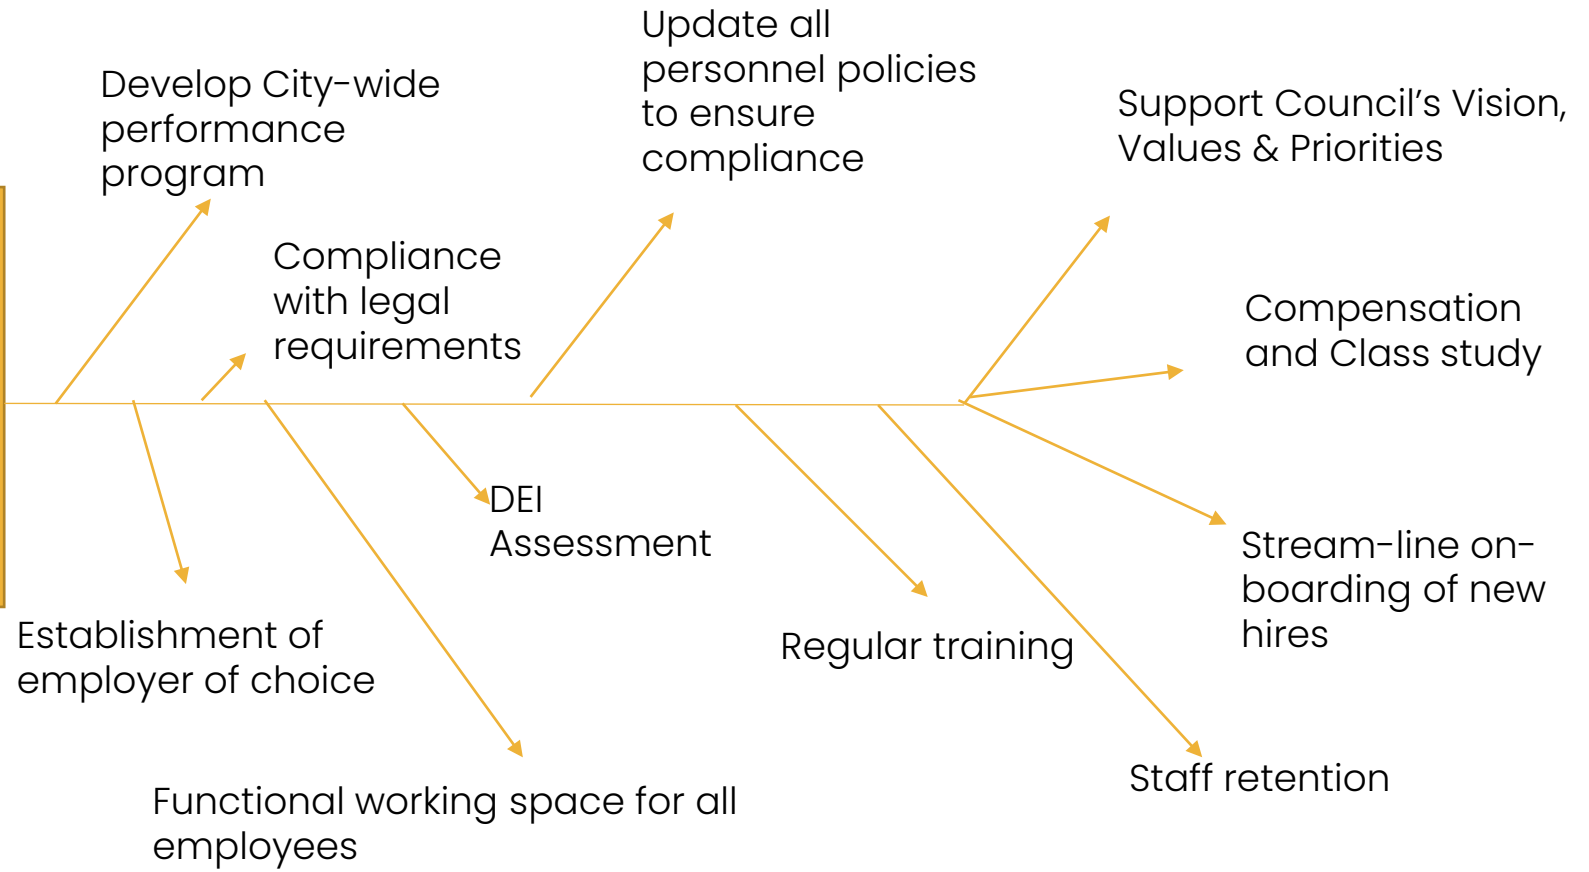 Update all
personnel policies
to ensure
compliance
Develop City-wide
performance
program
Support Council’s Vision,
Values & Priorities
Compliance
with legal
requirements
Compensation
and Class study
DEI
Assessment
Stream-line on-
boarding of new
hires
Establishment of
employer of choice
Regular training
Staff retention
Functional working space for all
employees